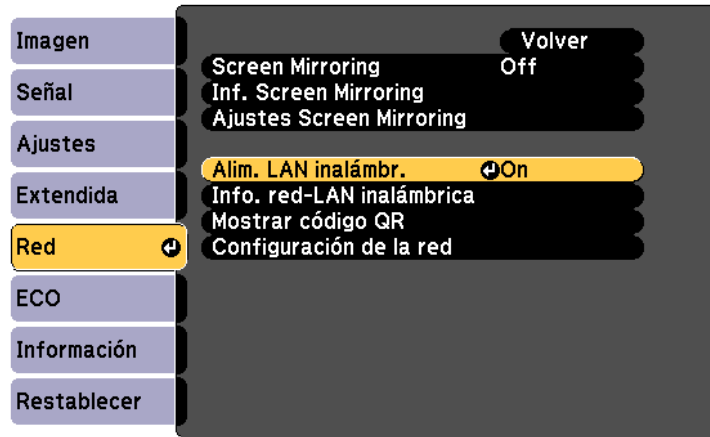 Imagen
Señal
Ajustes
Extendida
Red
ECO
Información
Restablecer
Volver
Screen Mirroring Off
Inf. Screen Mirroring
Ajustes Screen Mirroring
Alim. LAN inalámbr. On
Info. red-LAN inalámbrica
Mostrar código QR
Configuración de la red